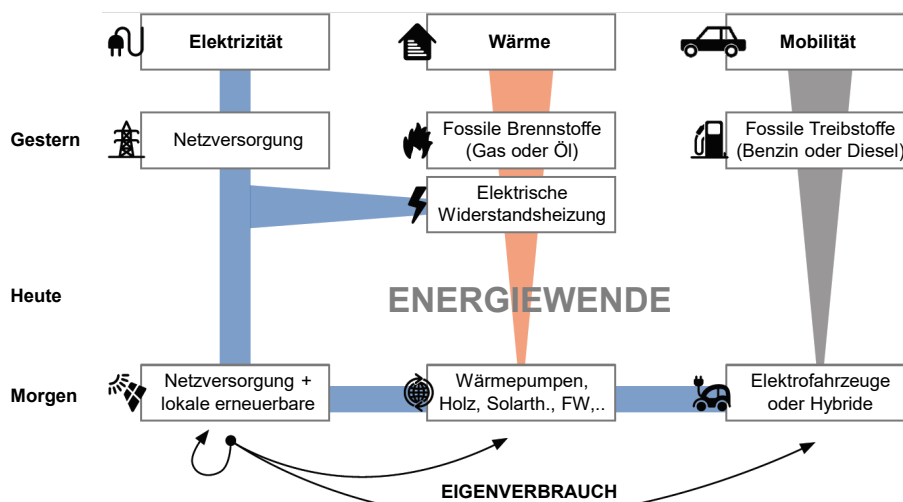 Elektrizität
Wärme
Mobilität
Gestern
Netzversorgung
Fossile Brennstoffe
(Gas oder Öl)
Fossile Treibstoffe
(Benzin oder Diesel)
Elektrische
Widerstandsheizung
Heute
ENERGIEWENDE
Morgen
Netzversorgung +
lokale erneuerbare
Wärmepumpen,
Holz, Solarth., FW,..
Elektrofahrzeuge
oder Hybride
EIGENVERBRAUCH